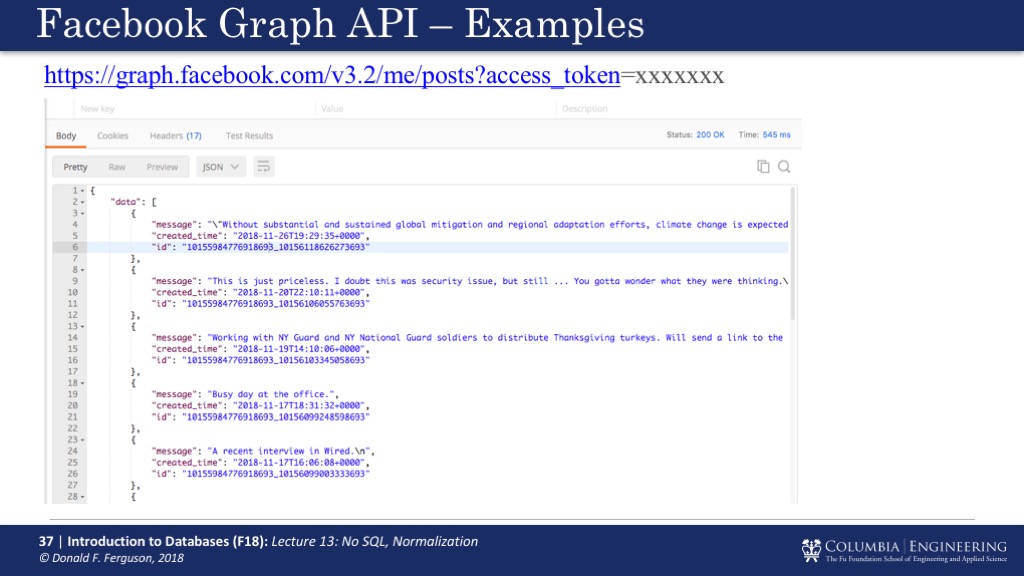 Facebook Graph API – Examples
https://graph.facebook.com/v3.2/me/posts?access_token=xxxxxxx
New key Value Description
Body Cookies Headers (17) Test Results Status: 200 OK Time: 545 ms
Pretty Raw Preview JSON
1 {
2 "data": [
3 {
4 "message": "\"Without substantial and sustained global mitigation and regional adaptation efforts, climate change is expected
5 "created_time": "2018-11-26T19:29:35+0000",
6 "id": "10155984776918693_10156118626273693"
7 },
8 {
9 "message": "This is just priceless. I doubt this was security issue, but still ... You gotta wonder what they were thinking.\
10 "created_time": "2018-11-20T22:10:11+0000",
11 "id": "10155984776918693_10156106055763693"
12 },
13 {
14 "message": "Working with NY Guard and NY National Guard soldiers to distribute Thanksgiving turkeys. Will send a link to the
15 "created_time": "2018-11-19T14:10:06+0000",
16 "id": "10155984776918693_10156103345058693"
17 },
18 {
19 "message": "Busy day at the office.",
20 "created_time": "2018-11-17T18:31:32+0000",
21 "id": "10155984776918693_10156099248598693"
22 },
23 {
24 "message": "A recent interview in Wired.\n",
25 "created_time": "2018-11-17T16:06:08+0000",
26 "id": "10155984776918693_10156099003333693"
27 },
28 {
37 | Introduction to Databases (F18): Lecture 13: No SQL, Normalization
© Donald F. Ferguson, 2018
COLUMBIA | ENGINEERING
The Fu Foundation School of Engineering and Applied Science